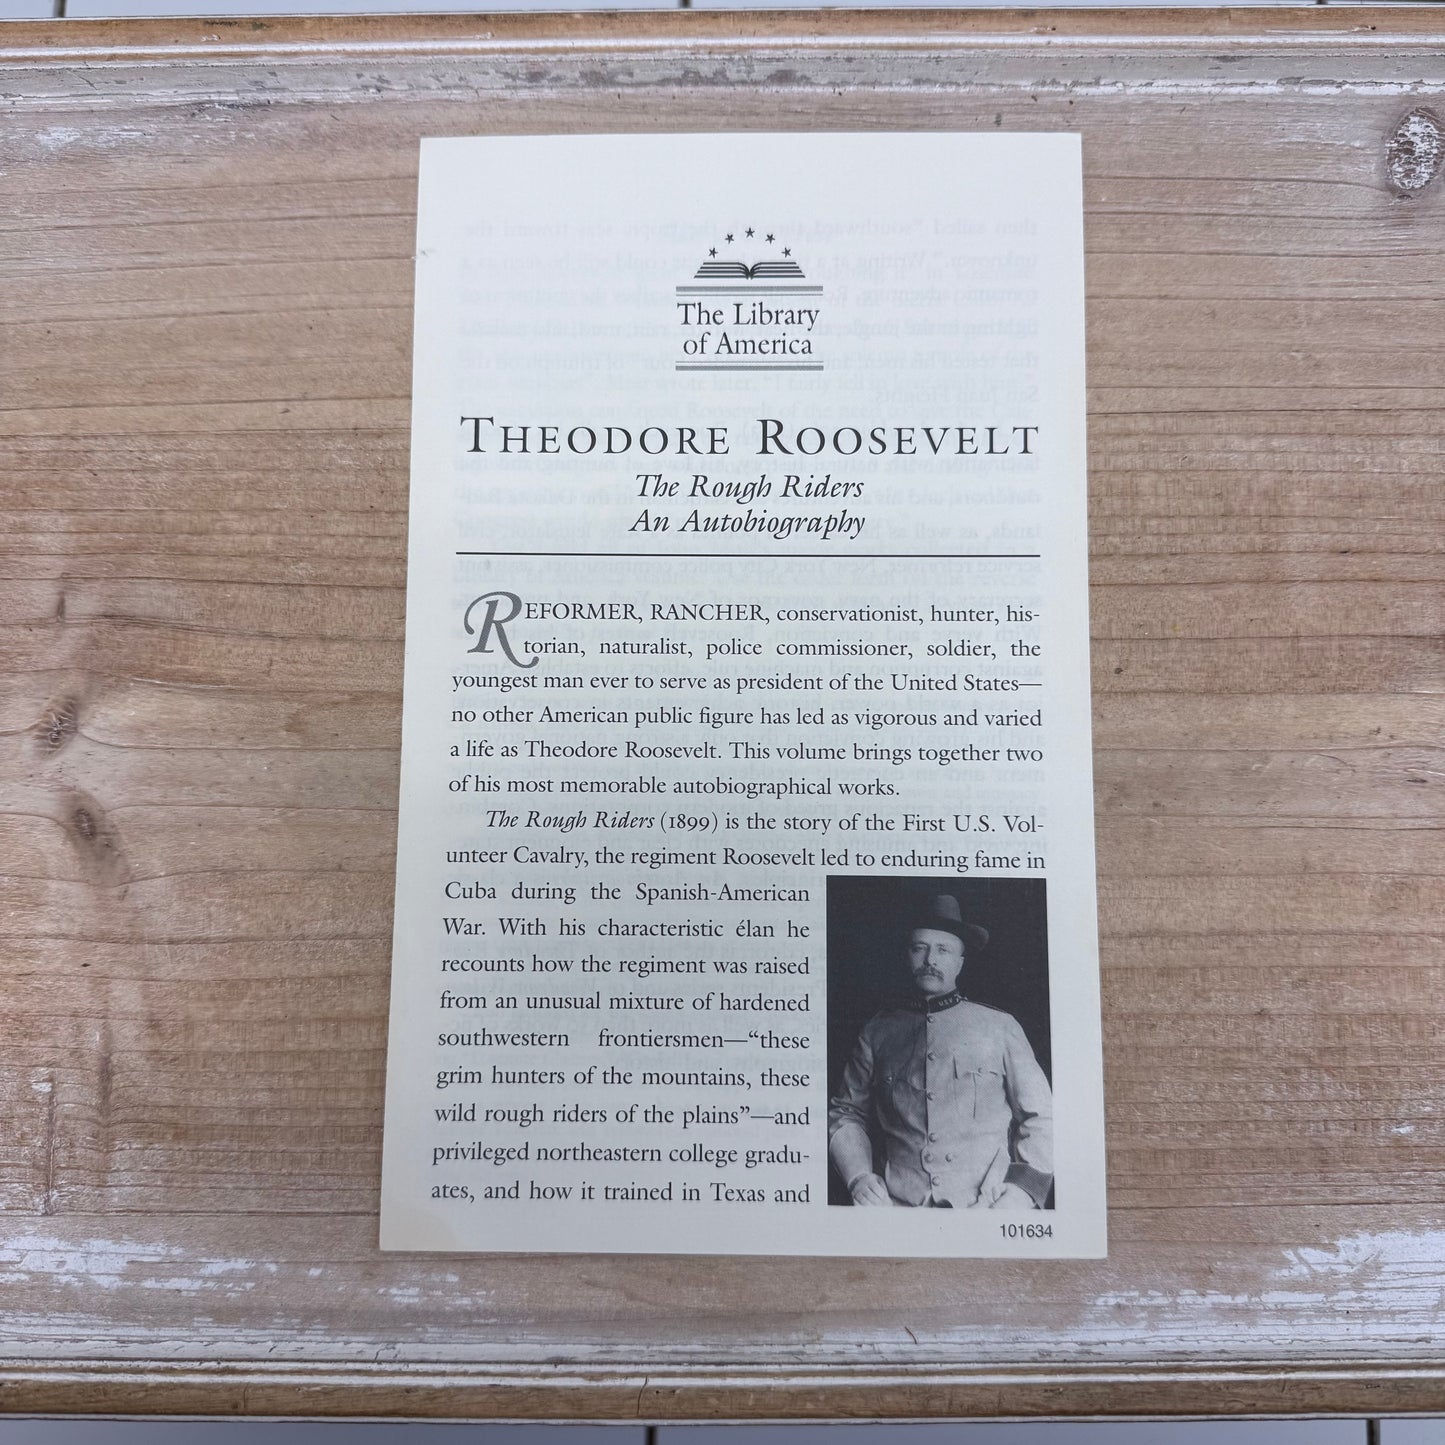 The Library
of America
THEODORE ROOSEVELT
The Rough Riders
An Autobiography
REFORMER, RANCHER, conservationist, hunter, his-
torian, naturalist, police commissioner, soldier, the
youngest man ever to serve as president of the United States—
no other American public figure has led as vigorous and varied
a life as Theodore Roosevelt. This volume brings together two
of his most memorable autobiographical works.
The Rough Riders (1899) is the story of the First U.S. Vol-
unteer Cavalry, the regiment Roosevelt led to enduring fame in
Cuba during the Spanish-American
War. With his characteristic élan he
recounts how the regiment was raised
from an unusual mixture of hardened
southwestern frontiersmen—“these
grim hunters of the mountains, these
wild rough riders of the plains”—and
privileged northeastern college gradu-
ates, and how it trained in Texas and
U.S.V.
101634